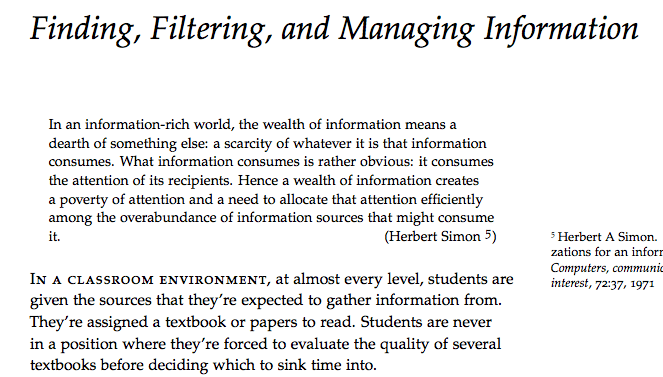 Finding, Filtering, and Managing Information
In an information-rich world, the wealth of information means a
dearth of something else: a scarcity of whatever it is that information
consumes. What information consumes is rather obvious: it consumes
the attention of its recipients. Hence a wealth of information creates
a poverty of attention and a need to allocate that attention efficiently
among the overabundance of information sources that might consume
it. (Herbert Simon 5)
IN A CLASSROOM ENVIRONMENT, at almost every level, students are
given the sources that they're expected to gather information from.
They're assigned a textbook or papers to read. Students are never
in a position where they're forced to evaluate the quality of several
textbooks before deciding which to sink time into.
5 Herbert A Simon.
zations for an infor
Computers, communic
interest, 72:37, 1971